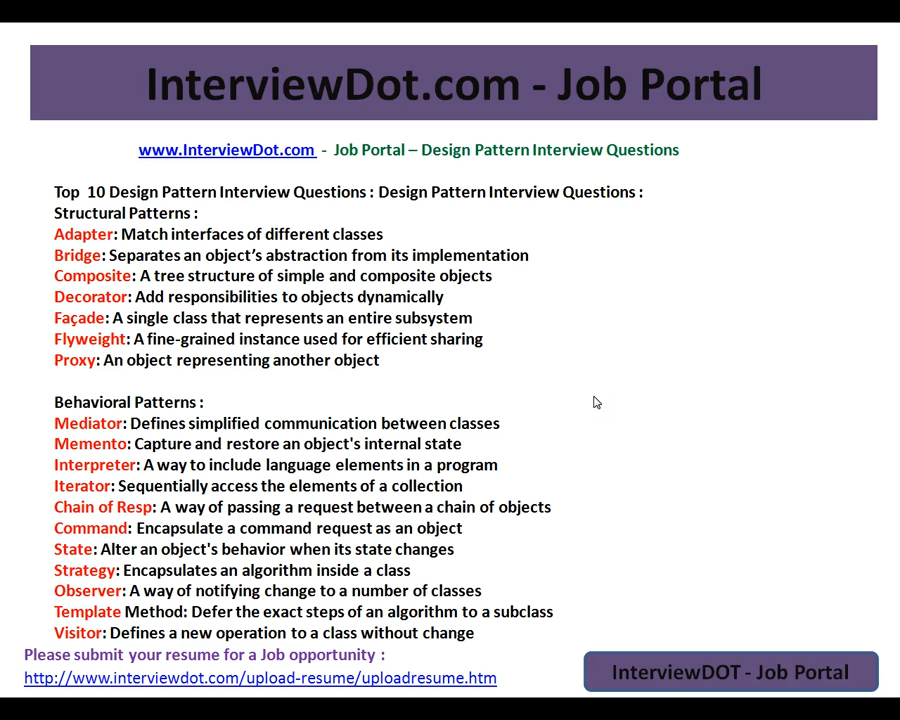 InterviewDot.com - Job Portal
www.InterviewDot.com - Job Portal – Design Pattern Interview Questions
Top 10 Design Pattern Interview Questions : Design Pattern Interview Questions :
Structural Patterns :
Adapter: Match interfaces of different classes
Bridge: Separates an object’s abstraction from its implementation
Composite: A tree structure of simple and composite objects
Decorator: Add responsibilities to objects dynamically
Façade: A single class that represents an entire subsystem
Flyweight: A fine-grained instance used for efficient sharing
Proxy: An object representing another object
Behavioral Patterns :
Mediator: Defines simplified communication between classes
Memento: Capture and restore an object's internal state
Interpreter: A way to include language elements in a program
Iterator: Sequentially access the elements of a collection
Chain of Resp: A way of passing a request between a chain of objects
Command: Encapsulate a command request as an object
State: Alter an object's behavior when its state changes
Strategy: Encapsulates an algorithm inside a class
Observer: A way of notifying change to a number of classes
Template Method: Defer the exact steps of an algorithm to a subclass
Visitor: Defines a new operation to a class without change
Please submit your resume for a Job opportunity :
http://www.interviewdot.com/upload-resume/uploadresume.htm
InterviewDOT - Job Portal